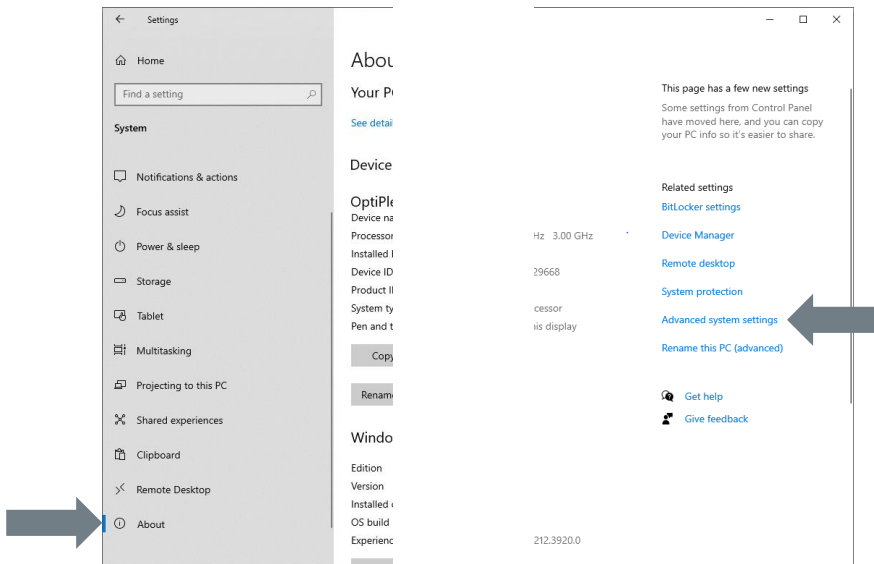 Settings
Home
Find a setting
System
Notifications & actions
Focus assist
Power & sleep
Storage
Tablet
Multitasking
Projecting to this PC
Shared experiences
Clipboard
Remote Desktop
About
Abou
Your P
See detai
Device
OptiPle
Device na
Processor
Hz 3.00 GHz
Installed
Device ID
29668
Product I
System ty
cessor
Pen and t
is display
Copy
Renam
Windo
Edition
Version
Installed
OS build
Experienc
212.3920.0
This page has a few new settings
Some settings from Control Panel
have moved here, and you can copy
your PC info so it's easier to share.
Related settings
BitLocker settings
Device Manager
Remote desktop
System protection
Advanced system settings
Rename this PC (advanced)
Get help
Give feedback